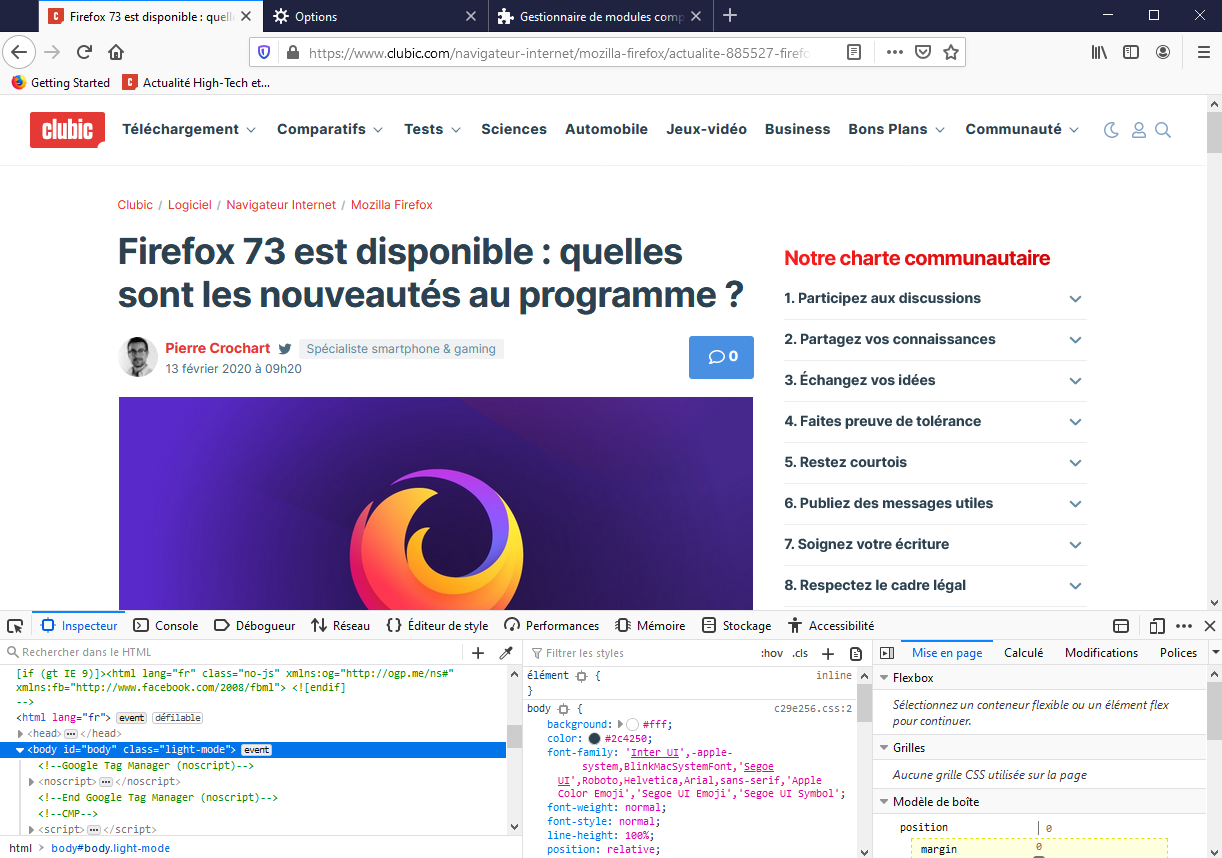 Firefox 73 est disponible : quell
Options
Gestionnaire de modules comp
https://www.clubic.com/navigateur-internet/mozilla-firefox/actualite-885527-firefo
Getting Started
Actualité High-Tech et...
clubic
Téléchargement
Comparatifs
Tests
Sciences
Automobile
Jeux-vidéo
Business
Bons Plans
Communauté
Clubic / Logiciel / Navigateur Internet / Mozilla Firefox
Firefox 73 est disponible : quelles
sont les nouveautés au programme ?
Pierre Crochart
Spécialiste smartphone & gaming
13 février 2020 à 09h20
0
Notre charte communautaire
1. Participez aux discussions
2. Partagez vos connaissances
3. Échangez vos idées
4. Faites preuve de tolérance
5. Restez courtois
6. Publiez des messages utiles
7. Soignez votre écriture
8. Respectez le cadre légal
Inspecteur
Console
Débogueur
Réseau
Éditeur de style
Performances
Mémoire
Stockage
Accessibilité
Rechercher dans le HTML
[if (gt IE 9)]><html lang="fr" class="no-js" xmlns:og="http://ogp.me/ns#"
xmlns:fb="http://www.facebook.com/2008/fbml"> <![endif]
-->
<html lang="fr"> event défilable
<head> ••• </head>
<body id="body" class="light-mode"> event
<!--Google Tag Manager (noscript)-->
<noscript> ••• </noscript>
<!--End Google Tag Manager (noscript)-->
<!--CMP-->
<script> ••• </script>
html > body#body.light-mode
Filtrer les styles
:hov .cls
élément { inline
}
body { c29e256.css:2
background: #fff;
color: #2c4250;
font-family: 'Inter UI',-apple-
system,BlinkMacSystemFont,'Segoe
UI',Roboto,Helvetica,Arial,sans-serif,'Apple
Color Emoji','Segoe UI Emoji','Segoe UI Symbol';
font-weight: normal;
font-style: normal;
line-height: 100%;
position: relative;
Mise en page
Calculé
Modifications
Polices
Flexbox
Sélectionnez un conteneur flexible ou un élément flex
pour continuer.
Grilles
Aucune grille CSS utilisée sur la page
Modèle de boîte
position 0
margin 0